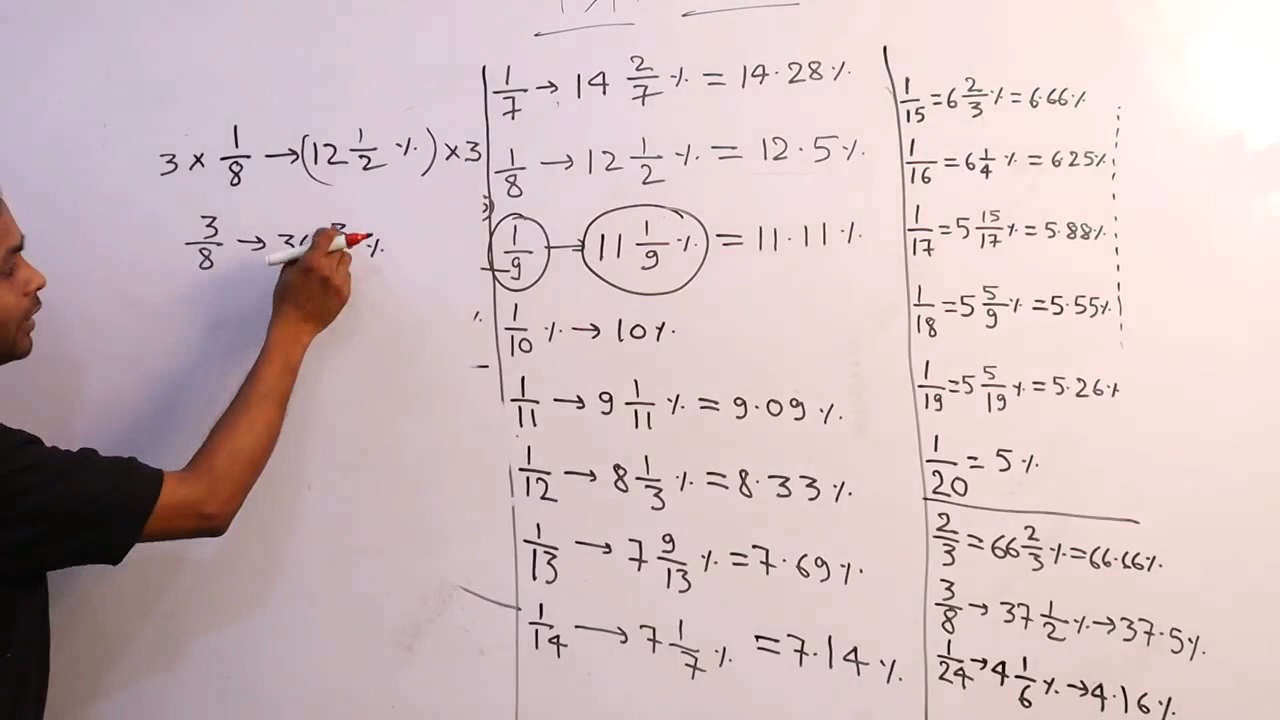 3 × 1/8 → (12 1/2 %) × 3
3/8 → %
1/7 → 14 2/7 % = 14.28%
1/8 → 12 1/2 % = 12.5%
1/9 — 11 1/9 % = 11.11%
1/10 % → 10%
1/11 → 9 1/11 % = 9.09%
1/12 → 8 1/3 % = 8.33%
1/13 → 7 9/13 % = 7.69%
1/14 → 7 1/7 % = 7.14%
1/15 = 6 2/3 % = 6.66%
1/16 = 6 1/4 % = 6.25%
1/17 = 5 15/17 % = 5.88%
1/18 = 5 5/9 % = 5.55%
1/19 = 5 5/19 % = 5.26%
1/20 = 5%
2/3 = 66 2/3 % = 66.66%
3/8 → 37 1/2 % → 37.5%
1/24 → 4 1/6 % → 4.16%